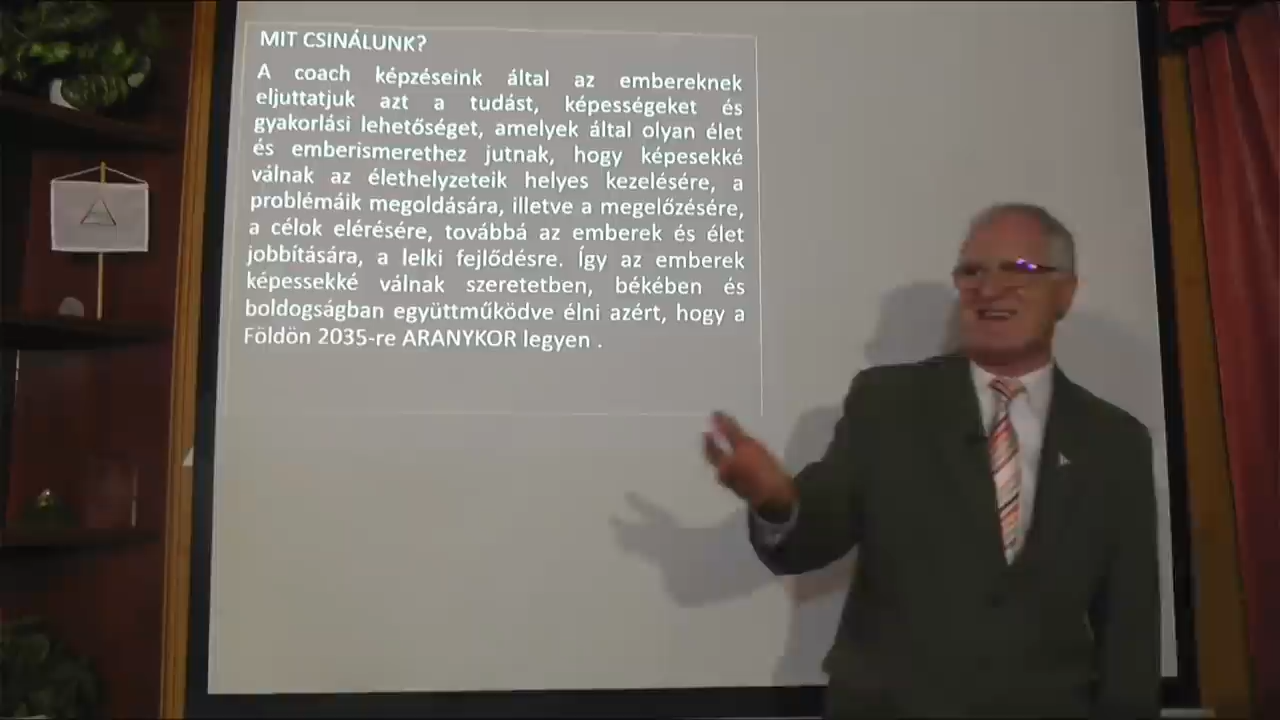 MIT CSINÁLUNK?
A coach képzéseink által az embereknek
eljuttatjuk azt a tudást, képességeket és
gyakorlási lehetőséget, amelyek által olyan élet
és emberismerethez jutnak, hogy képesekké
válnak az élethelyzeteik helyes kezelésére, a
problémáik megoldására, illetve a megelőzésére,
a célok elérésére, továbbá az emberek és élet
jobbítására, a lelki fejlődésre. Így az emberek
képessekké válnak szeretetben, békében és
boldogságban együttműködve élni azért, hogy a
Földön 2035-re ARANYKOR legyen .